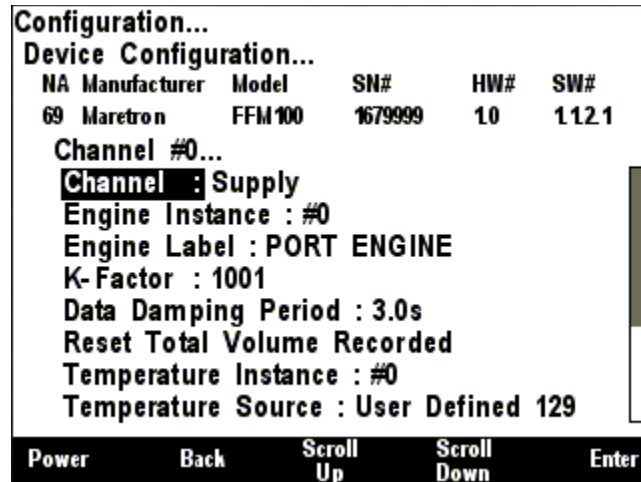 Configuration...
Device Configuration...
NA Manufacturer Model SN# HW# SW#
69 Maretron FFM100 1679999 1.0 1.1.2.1
Channel #0...
Channel : Supply
Engine Instance : #0
Engine Label : PORT ENGINE
K-Factor : 1001
Data Damping Period : 3.0s
Reset Total Volume Recorded
Temperature Instance : #0
Temperature Source : User Defined 129
Power Back Scroll Up Scroll Down Enter